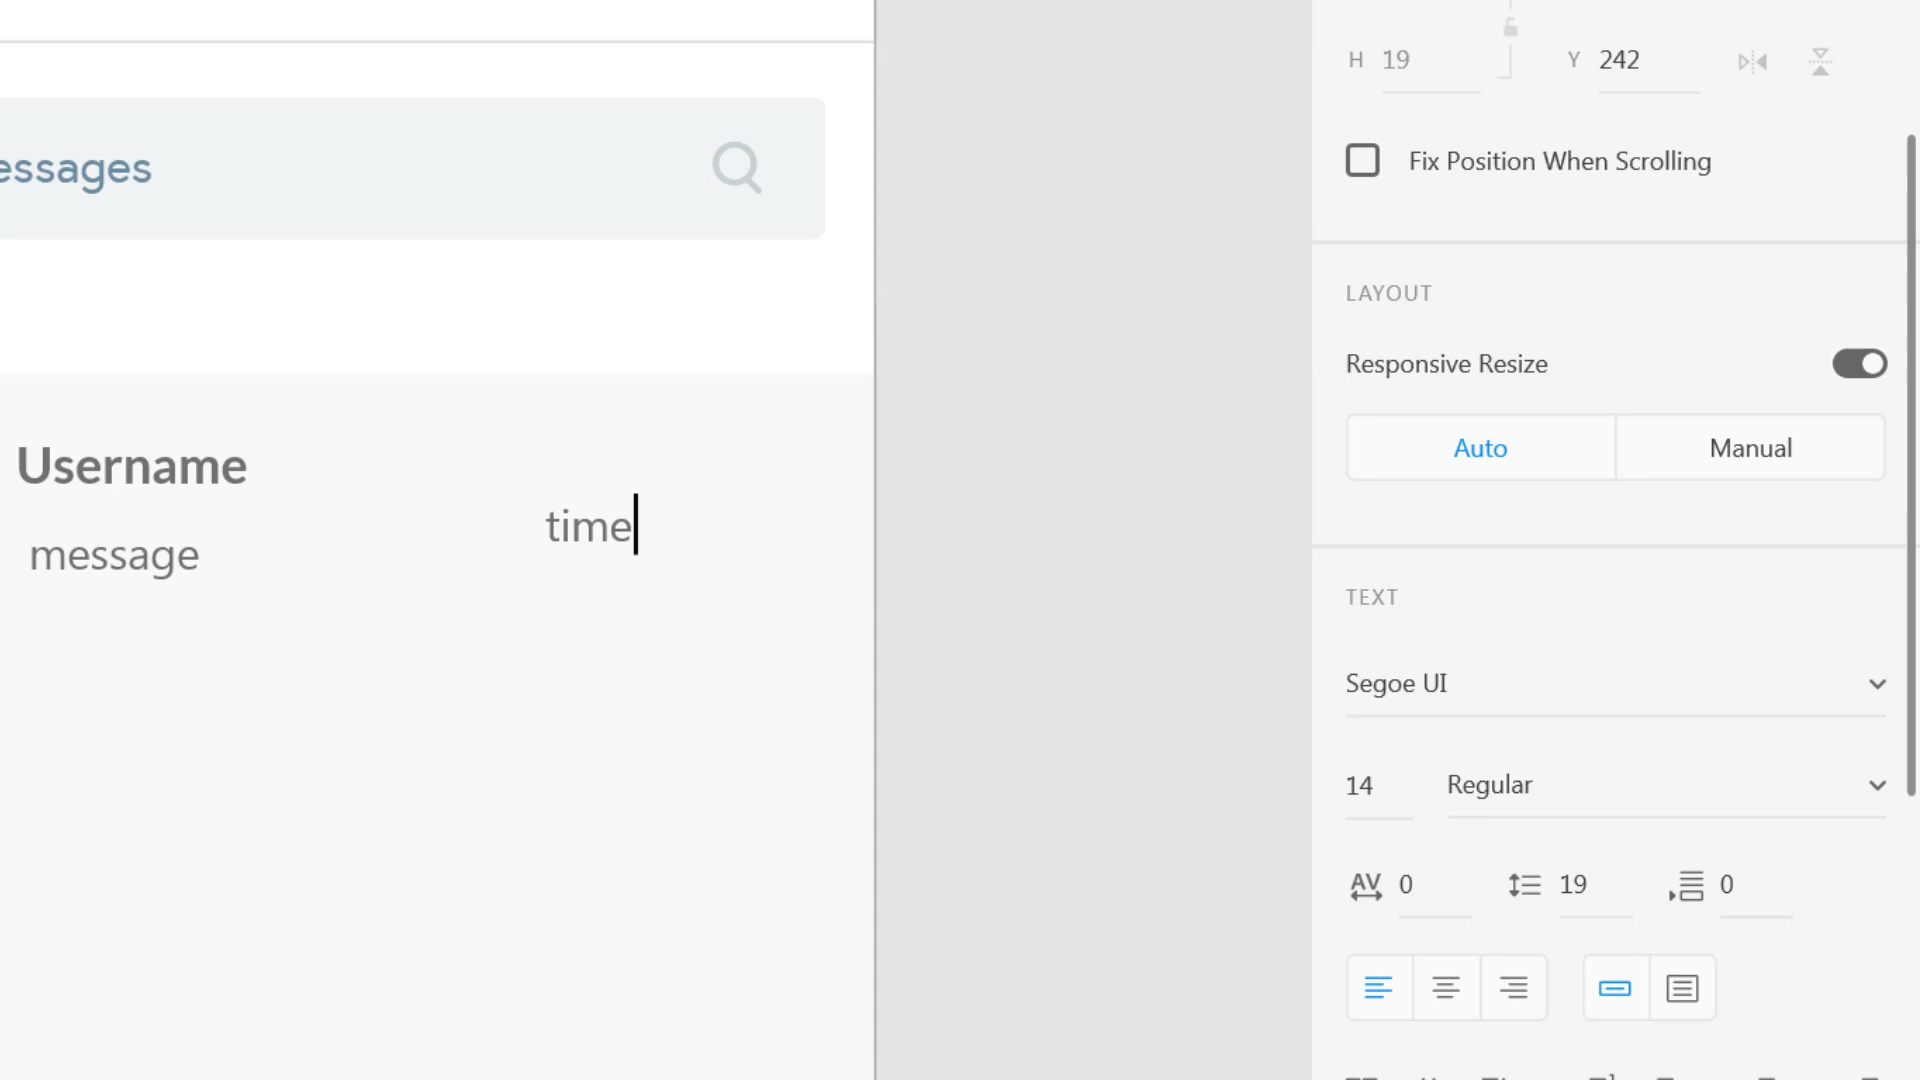 H 19 Y 242
essages
Fix Position When Scrolling
LAYOUT
Responsive Resize
Auto Manual
Username
time
message
TEXT
Segoe UI
14 Regular
AV 0 19 0